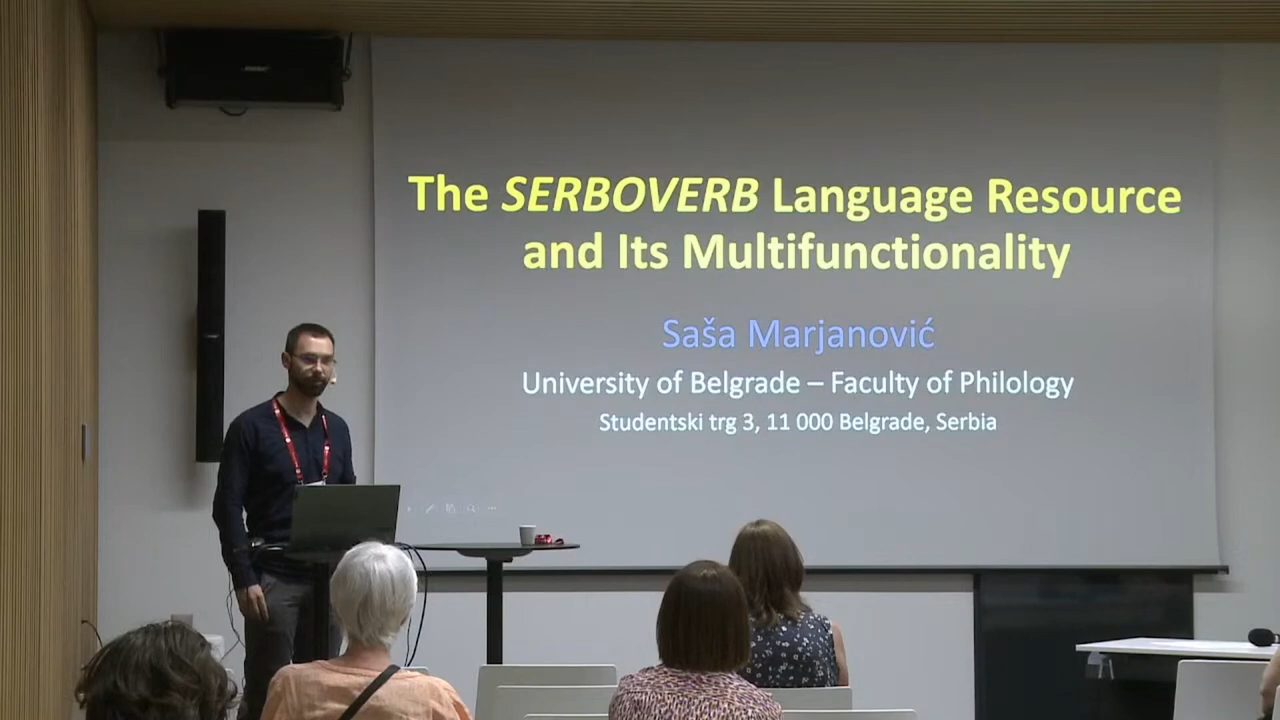 The SERBOVERB Language Resource
and Its Multifunctionality
Saša Marjanović
University of Belgrade – Faculty of Philology
Studentski trg 3, 11 000 Belgrade, Serbia